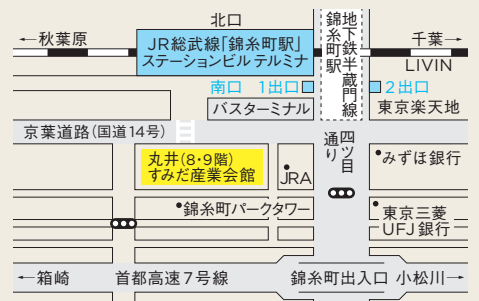 北口
←秋葉原
JR総武線「錦糸町駅」
ステーションビル テルミナ
地下鉄半蔵門線
錦糸町駅
千葉→
LIVIN
南口 1出口
2出口
バスターミナル
東京楽天地
京葉道路(国道14号)
四ツ目
通り
丸井(8・9階)
すみだ産業会館
JRA
みずほ銀行
錦糸町パークタワー
東京三菱
UFJ銀行
←箱崎
首都高速7号線
錦糸町出入口
小松川→